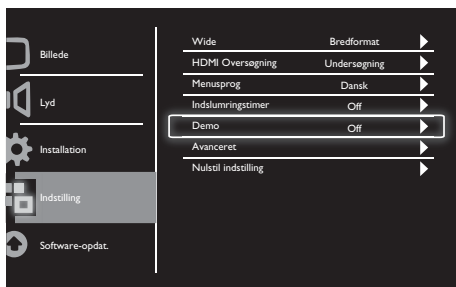 Billede
Lyd
Installation
Indstilling
Software-opdat.
Wide Bredformat
HDMI Oversøgning Undersøgning
Menusprog Dansk
Indslumringstimer Off
Demo Off
Avanceret
Nulstil indstilling